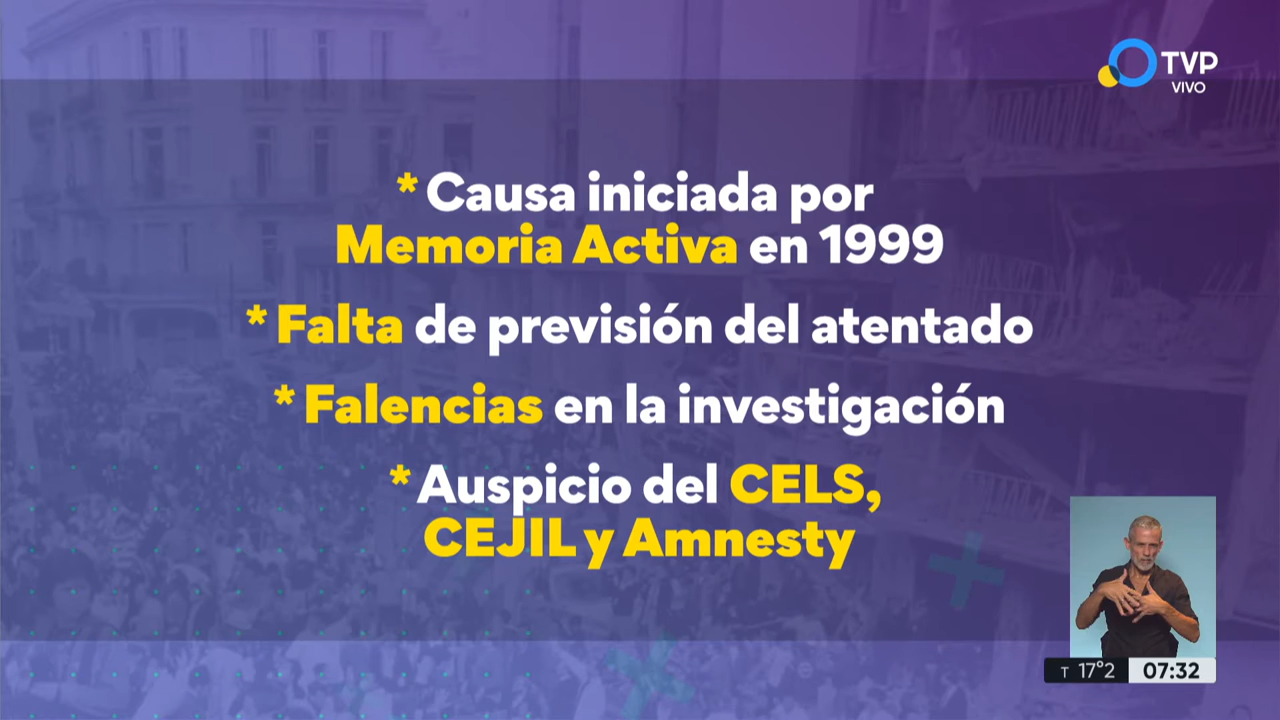 TVP
VIVO
* Causa iniciada por
Memoria Activa en 1999
* Falta de previsión del atentado
* Falencias en la investigación
* Auspicio del CELS,
CEJIL y Amnesty
T 17°2 07:32